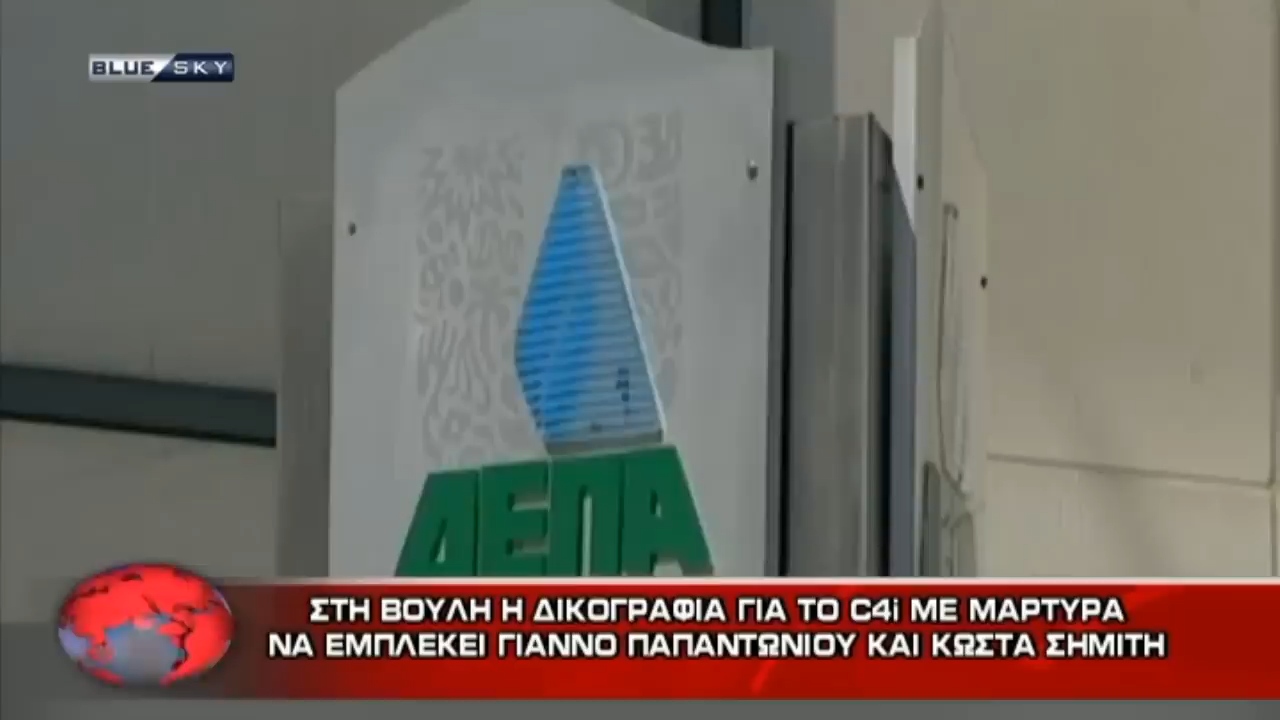 BLUE SKY
ΔΕΠΑ
ΣΤΗ ΒΟΥΛΗ Η ΔΙΚΟΓΡΑΦΙΑ ΓΙΑ ΤΟ C4i ΜΕ ΜΑΡΤΥΡΑ
ΝΑ ΕΜΠΛΕΚΕΙ ΓΙΑΝΝΟ ΠΑΠΑΝΤΩΝΙΟΥ ΚΑΙ ΚΩΣΤΑ ΣΗΜΙΤΗ